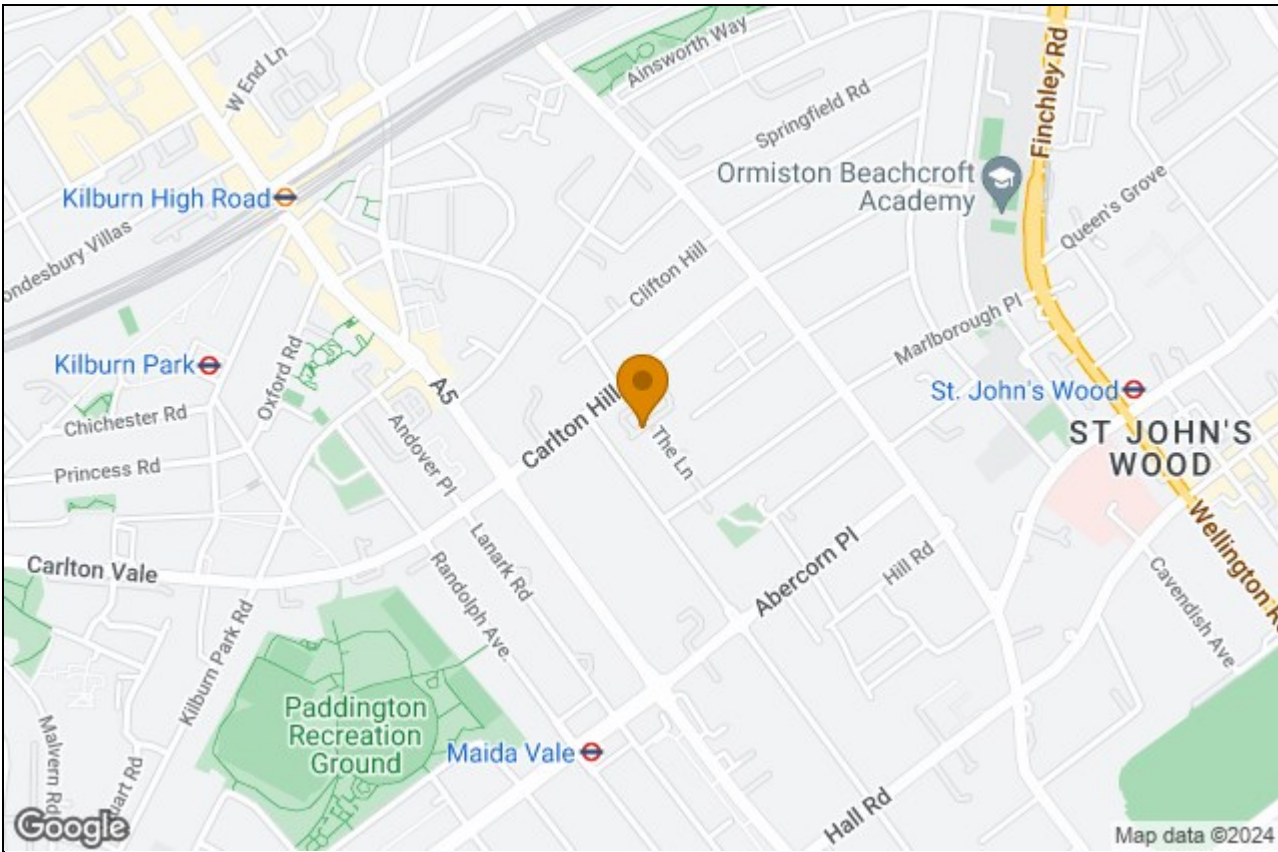 Ainsworth Way
W End Ln
Finchley Rd
Springfield Rd
Ormiston Beachcroft
Academy
Kilburn High Road
Queen's Grove
ondesbury Villas
Clifton Hill
Marlborough Pl
Kilburn Park
Oxford Rd
A5
St. John's Wood
Carlton Hill
Chichester Rd
Andover Pl
The Ln
ST JOHN'S
WOOD
Princess Rd
Wellington R
Lanark Rd
Abercorn Pl
Hill Rd
Carlton Vale
Randolph Ave.
Cavendish Ave.
Kilburn Park Rd
Paddington
Recreation
Ground
Malvern Rd
uart Rd
Maida Vale
Hall Rd
Google
Map data ©2024